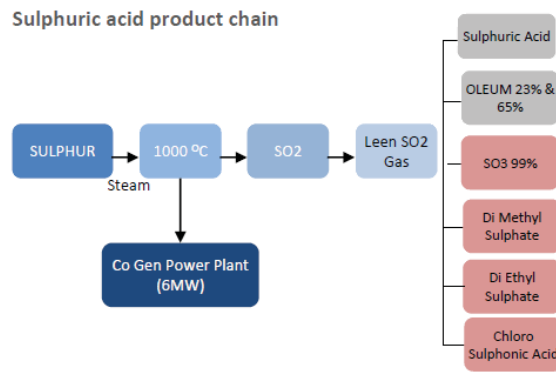 Sulphuric acid product chain
SULPHUR
Steam
1000 ºC
SO2
Leen SO2
Gas
Co Gen Power Plant
(6MW)
Sulphuric Acid
OLEUM 23% &
65%
SO3 99%
Di Methyl
Sulphate
Di Ethyl
Sulphate
Chloro
Sulphonic Acid